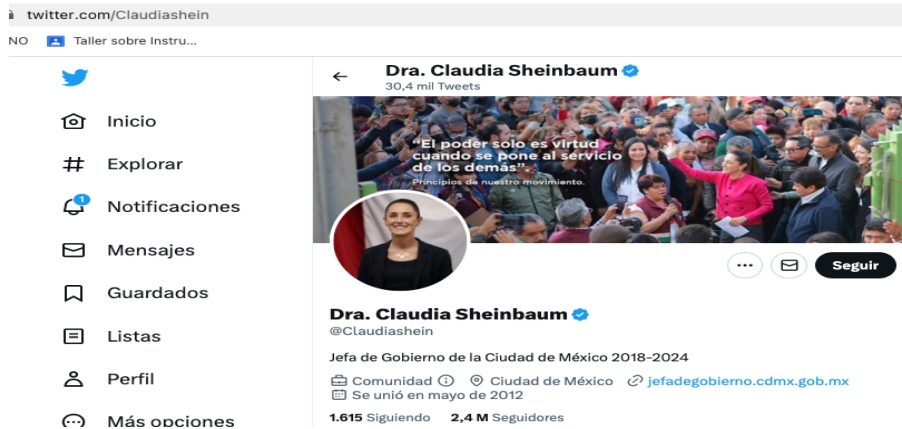 twitter.com/Claudiashein
NO Taller sobre Instru...
Dra. Claudia Sheinbaum
30,4 mil Tweets
Inicio
Explorar
1
Notificaciones
Mensajes
Guardados
Listas
Perfil
Más opciones
“El poder solo es virtud
cuando se pone al servicio
de los demás”
Principios de nuestro movimiento.
Seguir
Dra. Claudia Sheinbaum
@Claudiashein
Jefa de Gobierno de la Ciudad de México 2018-2024
Comunidad Ciudad de México jefadegobierno.cdmx.gob.mx
Se unió en mayo de 2012
1.615 Siguiendo 2,4 M Seguidores